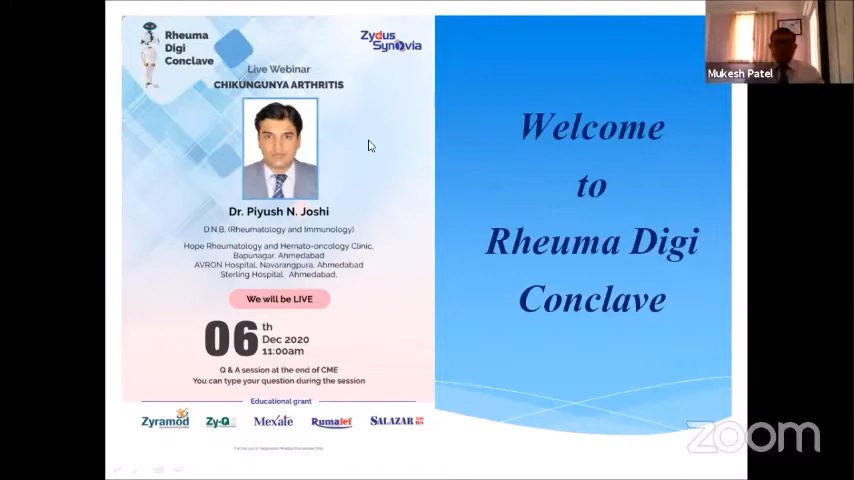 Rheuma
Digi
Conclave
Zydus
Synovia
Live Webinar
CHIKUNGUNYA ARTHRITIS
Dr. Piyush N. Joshi
D.N.B. (Rheumatology and Immunology)
Hope Rheumatology and Hemato-oncology Clinic,
Bapunagar, Ahmedabad
AVRON Hospital, Navarangpura, Ahmedabad
Sterling Hospital, Ahmedabad,
We will be LIVE
06th
Dec 2020
11:00am
Q & A session at the end of CME
You can type your question during the session
Educational grant
Zyramod
Zy-Q
Mexate
Rumalef
SALAZAR
Welcome
to
Rheuma Digi
Conclave
Mukesh Patel
zoom